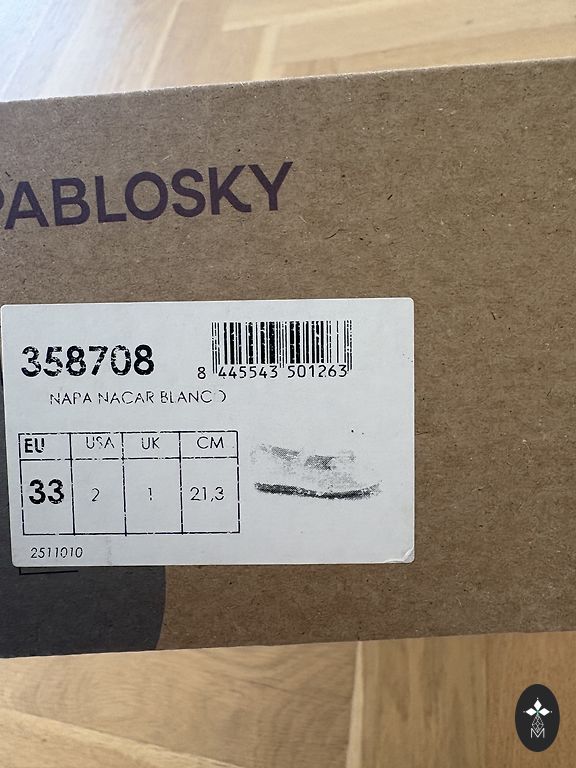 PABLOSKY
358708
8 445543 501263
NAPA NACAR BLANCO
EU USA UK CM
33 2 1 21,3
2511010
M